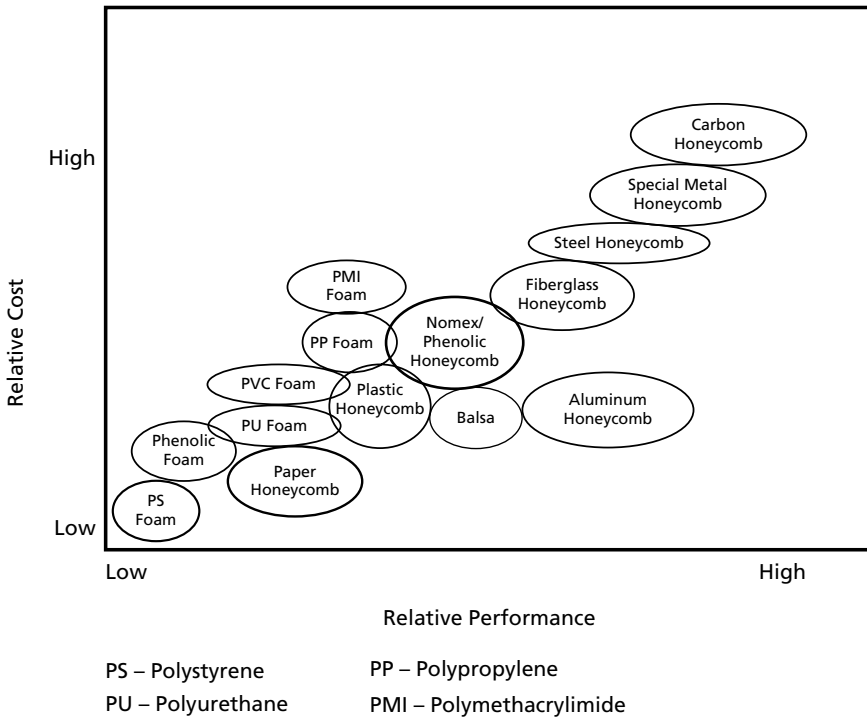 Carbon
Honeycomb
High
Special Metal
Honeycomb
Steel Honeycomb
PMI
Foam
Fiberglass
Honeycomb
Relative Cost
PP Foam
Nomex/
Phenolic
Honeycomb
PVC Foam
Plastic
Honeycomb
Aluminum
Honeycomb
Balsa
PU Foam
Phenolic
Foam
Paper
Honeycomb
PS
Foam
Low
Low
High
Relative Performance
PS – Polystyrene
PP – Polypropylene
PU – Polyurethane
PMI – Polymethacrylimide